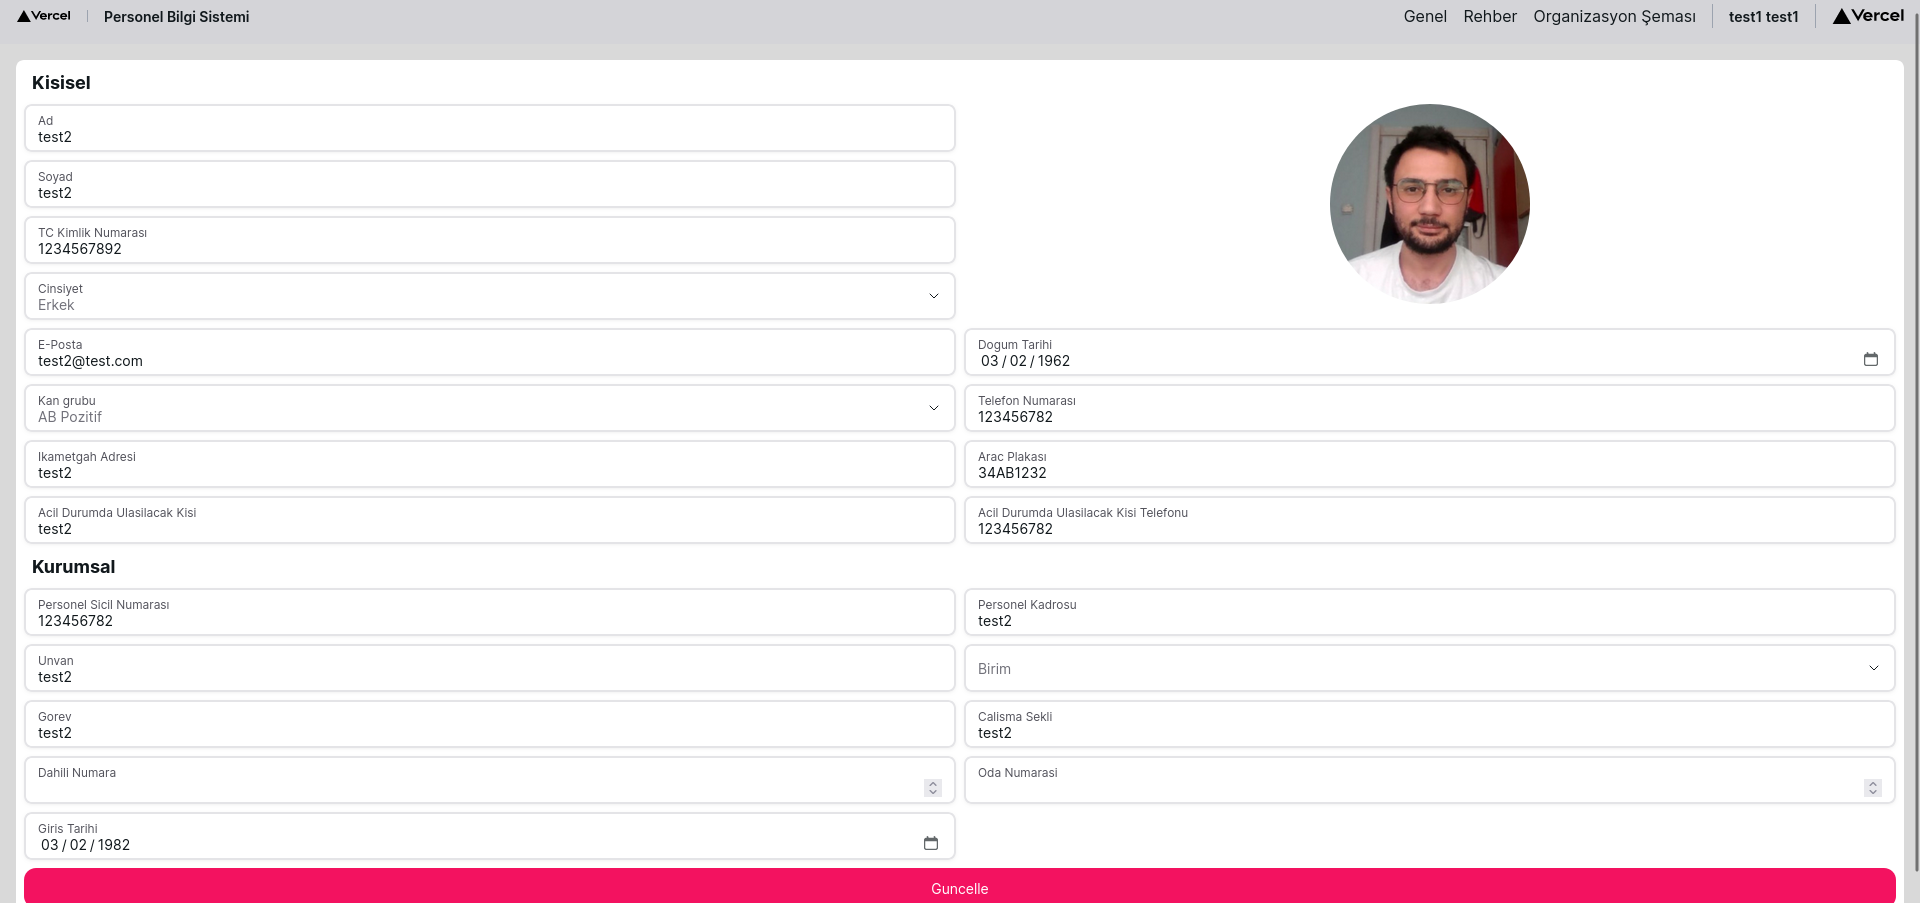 Vercel
Personel Bilgi Sistemi
Genel
Rehber
Organizasyon Şeması
test1 test1
Vercel
Kisisel
Ad
test2
Soyad
test2
TC Kimlik Numarası
1234567892
Cinsiyet
Erkek
E-Posta
test2@test.com
Dogum Tarihi
03 / 02 / 1962
Kan grubu
AB Pozitif
Telefon Numarası
123456782
Ikametgah Adresi
test2
Arac Plakası
34AB1232
Acil Durumda Ulasilacak Kisi
test2
Acil Durumda Ulasilacak Kisi Telefonu
123456782
Kurumsal
Personel Sicil Numarası
123456782
Personel Kadrosu
test2
Unvan
test2
Birim
Gorev
test2
Calisma Sekli
test2
Dahili Numara
Oda Numarasi
Giris Tarihi
03 / 02 / 1982
Guncelle